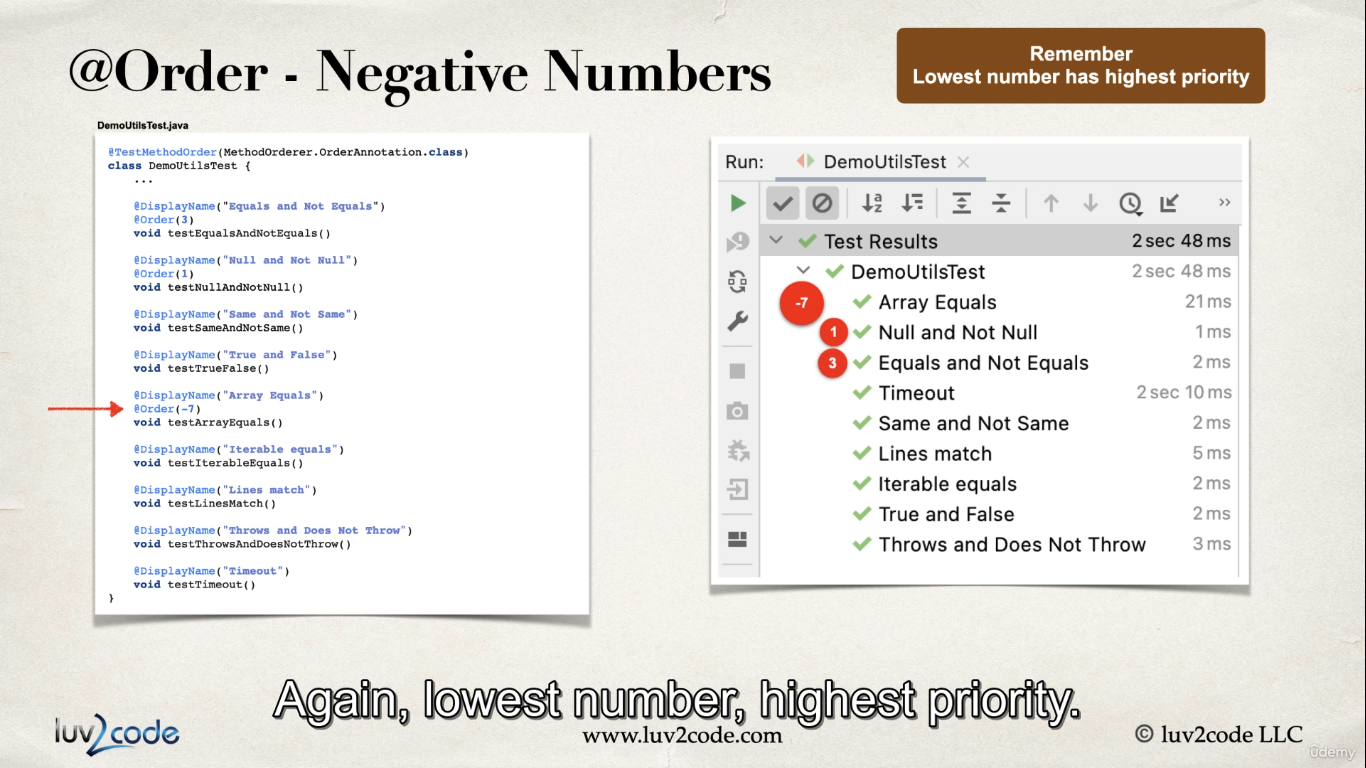 @Order - Negative Numbers
Remember
Lowest number has highest priority
DemoUtilsTest.java
@TestMethodOrder(MethodOrderer.OrderAnnotation.class)
class DemoUtilsTest {
...
@DisplayName("Equals and Not Equals")
@Order(3)
void testEqualsAndNotEquals()
@DisplayName("Null and Not Null")
@Order(1)
void testNullAndNotNull()
@DisplayName("Same and Not Same")
void testSameAndNotSame()
@DisplayName("True and False")
void testTrueFalse()
@DisplayName("Array Equals")
@Order(-7)
void testArrayEquals()
@DisplayName("Iterable equals")
void testIterableEquals()
@DisplayName("Lines match")
void testLinesMatch()
@DisplayName("Throws and Does Not Throw")
void testThrowsAndDoesNotThrow()
@DisplayName("Timeout")
void testTimeout()
}
Run: DemoUtilsTest
Test Results 2 sec 48 ms
DemoUtilsTest 2 sec 48 ms
-7 Array Equals 21 ms
1 Null and Not Null 1 ms
3 Equals and Not Equals 2 ms
Timeout 2 sec 10 ms
Same and Not Same 2 ms
Lines match 5 ms
Iterable equals 2 ms
True and False 2 ms
Throws and Does Not Throw 3 ms
Again, lowest number, highest priority.
luv2code
www.luv2code.com
© luv2code LLC
ûdemy